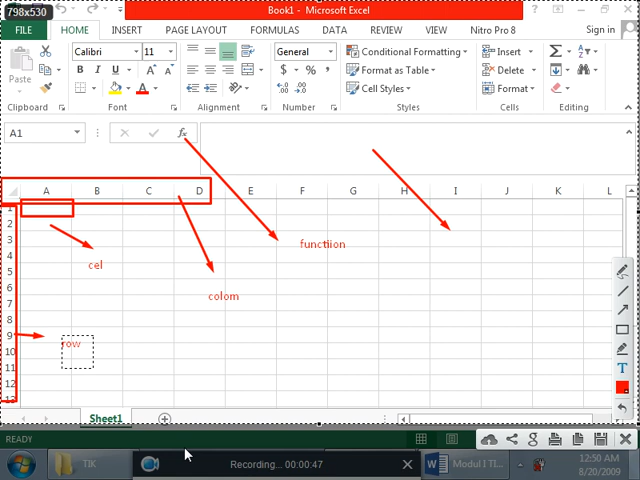 798x530
Book1 - Microsoft Excel
FILE HOME INSERT PAGE LAYOUT FORMULAS DATA REVIEW VIEW Nitro Pro 8 Sign in
Paste
Calibri 11
B I U
A A
A
General
$ % ,
Conditional Formatting
Format as Table
Cell Styles
Insert
Delete
Format
Clipboard Font Alignment Number Styles Cells Editing
A1 fx
A B C D E F G H I J K L
1
2
3
functiion
4
cel
5
6
colom
7
8
9
row
10
11
12
13
Sheet1
READY
TIK
Recording... 00:00:47
Modul I TI...
12:50 AM
8/20/2009